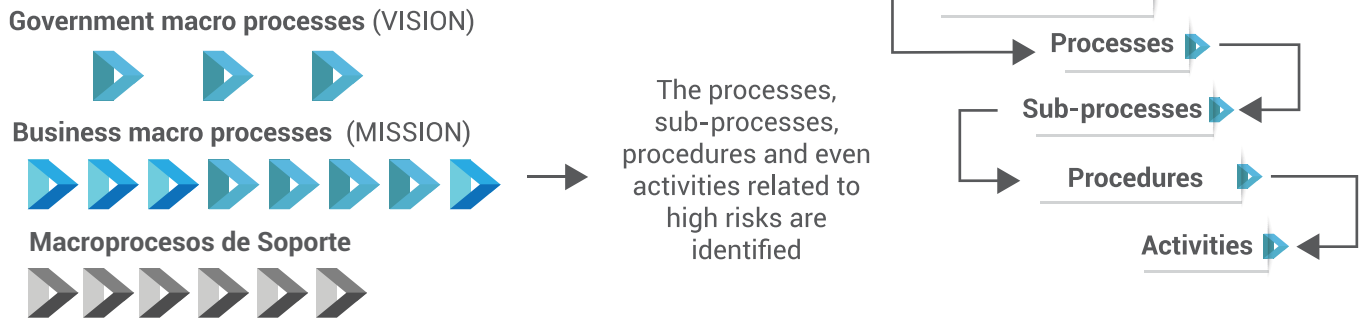 Government macro processes (VISION)
Business macro processes (MISSION)
Macroprocesos de Soporte
The processes,
sub-processes,
procedures and even
activities related to
high risks are
identified
Processes
Sub-processes
Procedures
Activities